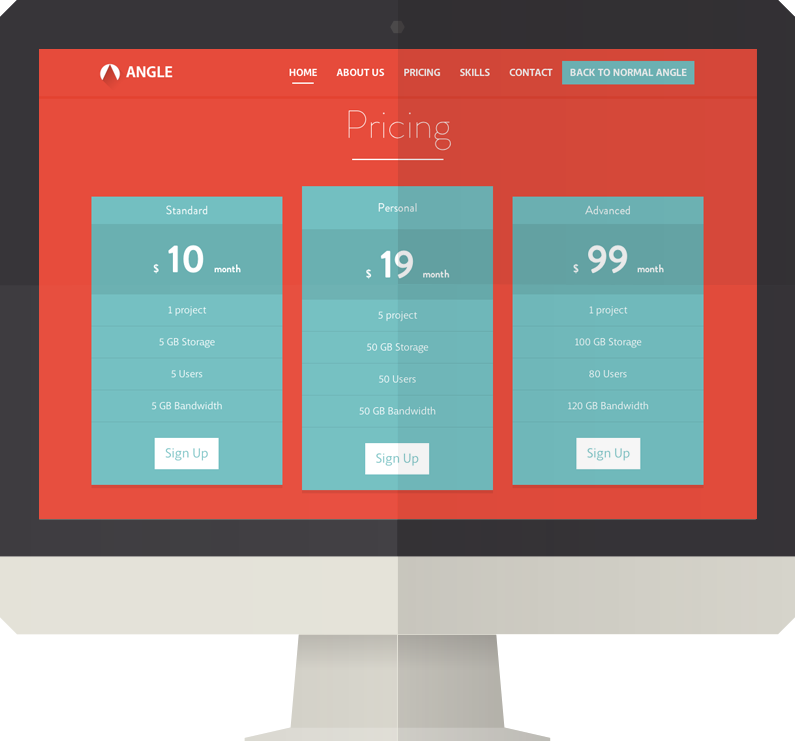 ANGLE
HOME ABOUT US PRICING SKILLS CONTACT BACK TO NORMAL ANGLE
Pricing
Standard
$ 10 month
1 project
5 GB Storage
5 Users
5 GB Bandwidth
Sign Up
Personal
$ 19 month
5 project
50 GB Storage
50 Users
50 GB Bandwidth
Sign Up
Advanced
$ 99 month
1 project
100 GB Storage
80 Users
120 GB Bandwidth
Sign Up